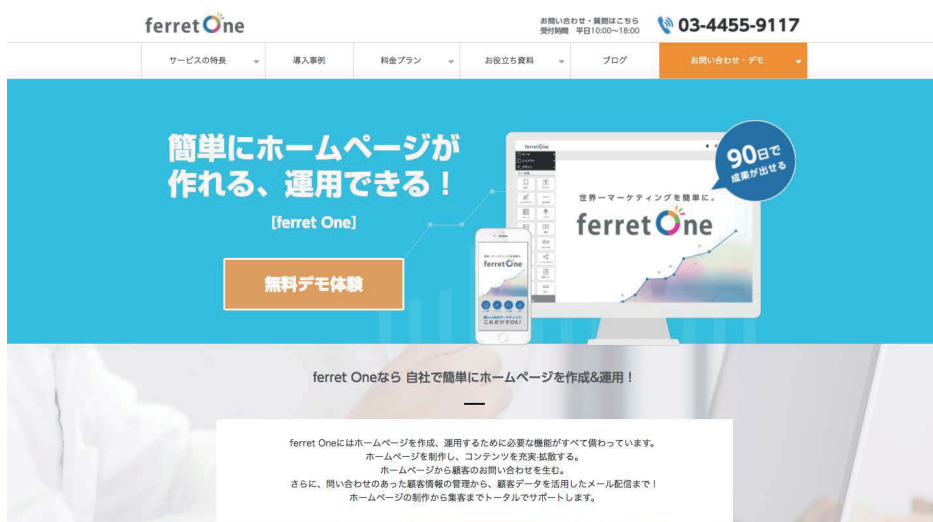 ferret One
お問い合わせ・質問はこちら
受付時間 平日10:00〜18:00
03-4455-9117
サービスの特長
導入事例
料金プラン
お役立ち資料
ブログ
お問い合わせ・デモ
簡単にホームページが
作れる、運用できる！
[ferret One]
無料デモ体験
90日で
成果が出せる
ferret One
世界一マーケティングを簡単に。
ferret One
ferret One
これだけでOK!
ferret Oneなら 自社で簡単にホームページを作成&運用！
ferret Oneにはホームページを作成、運用するために必要な機能がすべて備わっています。
ホームページを制作し、コンテンツを充実·拡散する。
ホームページから顧客のお問い合わせを生む。
さらに、問い合わせのあった顧客情報の管理から、顧客データを活用したメール配信まで！
ホームページの制作から集客までトータルでサポートします。